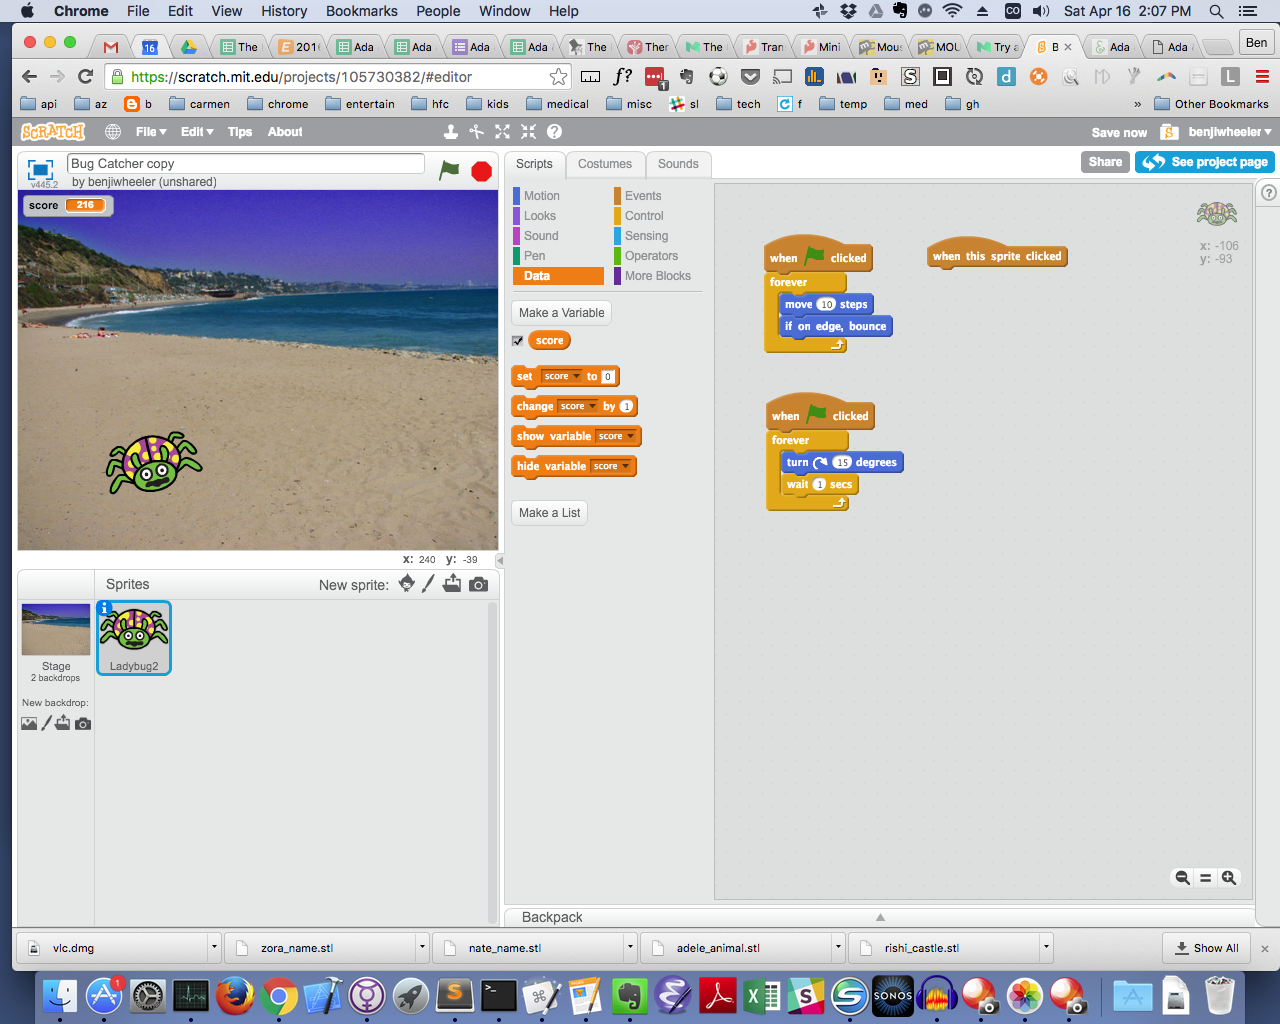 Chrome File Edit View History Bookmarks People Window Help CO Sat Apr 16 2:07 PM
16 The 201 Ada Ada Ada Ada The Ther The Tran Mini Mous MOU Try a B Ada Ada Ben
https://scratch.mit.edu/projects/105730382/#editor
api az b carmen chrome entertain hfc kids medical misc sl tech f temp med gh » Other Bookmarks
SCRATCH File Edit Tips About Save now benjiwheeler
Bug Catcher copy
v445.2 by benjiwheeler (unshared)
Scripts Costumes Sounds Share See project page
score 216
Motion Events
Looks Control
Sound Sensing
Pen Operators
Data More Blocks
x: -106
y: -93
Make a Variable
score
set score to 0
change score by 1
show variable score
hide variable score
Make a List
when clicked
forever
move 10 steps
if on edge, bounce
when this sprite clicked
when clicked
forever
turn 15 degrees
wait 1 secs
x: 240 y: -39
Sprites New sprite:
Stage
2 backdrops
New backdrop:
Ladybug2
Backpack
vlc.dmg zora_name.stl nate_name.stl adele_animal.stl rishi_castle.stl Show All
1 SONOS